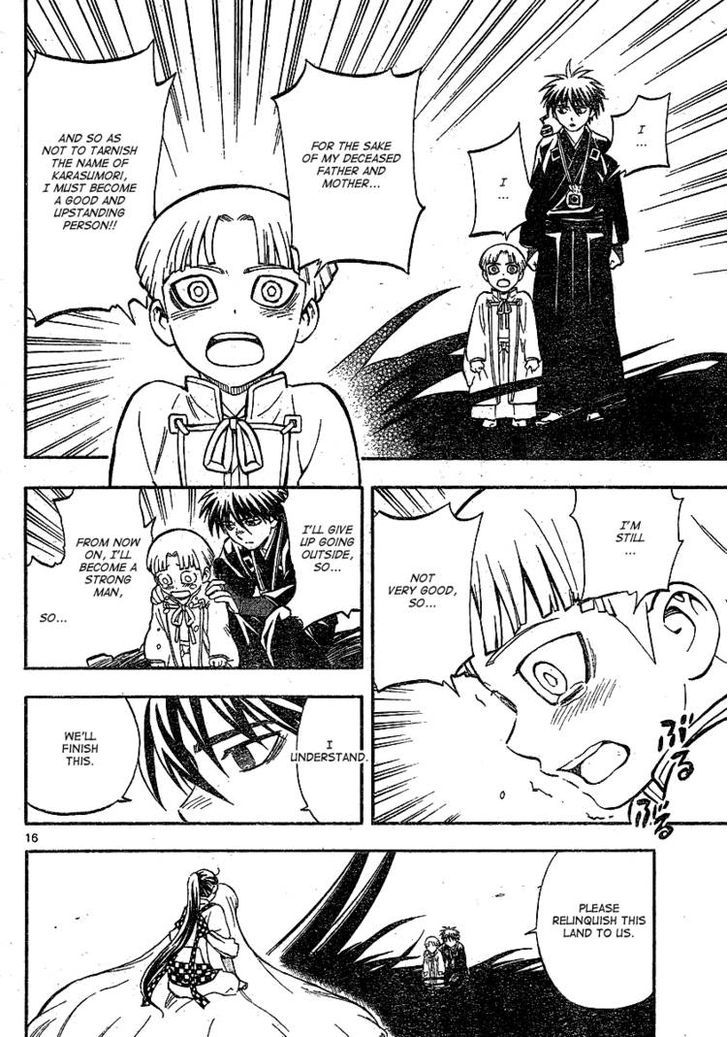 I
...
I
...
FOR THE SAKE
OF MY DECEASED
FATHER AND
MOTHER...
AND SO AS
NOT TO TARNISH
THE NAME OF
KARASUMORI,
I MUST BECOME
A GOOD AND
UPSTANDING
PERSON!!
I'M
STILL
...
NOT
VERY GOOD,
SO...
ぶる
ぶる
I'LL GIVE
UP GOING
OUTSIDE,
SO...
FROM NOW
ON, I'LL
BECOME A
STRONG
MAN,
SO...
I
UNDERSTAND.
WE'LL
FINISH
THIS.
16
PLEASE
RELINQUISH THIS
LAND TO US.